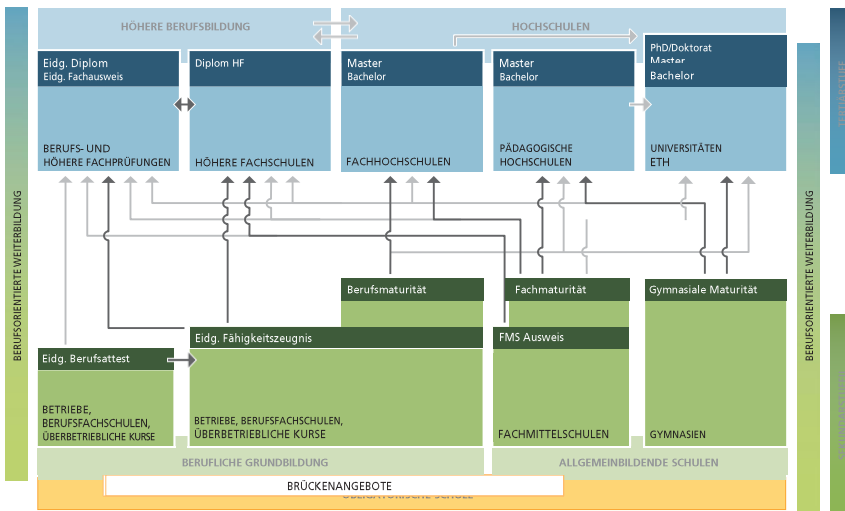 HÖHERE BERUFSBILDUNG
HOCHSCHULEN
Eidg. Diplom
Eidg. Fachausweis
Diplom HF
Master
Bachelor
Master
Bachelor
PhD/Doktorat
Master
Bachelor
BERUFS- UND
HÖHERE FACHPRÜFUNGEN
HÖHERE FACHSCHULEN
FACHHOCHSCHULEN
PÄDAGOGISCHE
HOCHSCHULEN
UNIVERSITÄTEN
ETH
BERUFSORIENTIERTE WEITERBILDUNG
BERUFSORIENTIERTE WEITERBILDUNG
Berufsmaturität
Fachmaturität
Gymnasiale Maturität
Eidg. Fähigkeitszeugnis
FMS Ausweis
Eidg. Berufsattest
BETRIEBE,
BERUFSFACHSCHULEN,
ÜBERBETRIEBLICHE KURSE
BETRIEBE, BERUFSFACHSCHULEN,
ÜBERBETRIEBLICHE KURSE
FACHMITTELSCHULEN
GYMNASIEN
BERUFLICHE GRUNDBILDUNG
ALLGEMEINBILDENDE SCHULEN
BRÜCKENANGEBOTE
OBLIGATORISCHE SCHULE